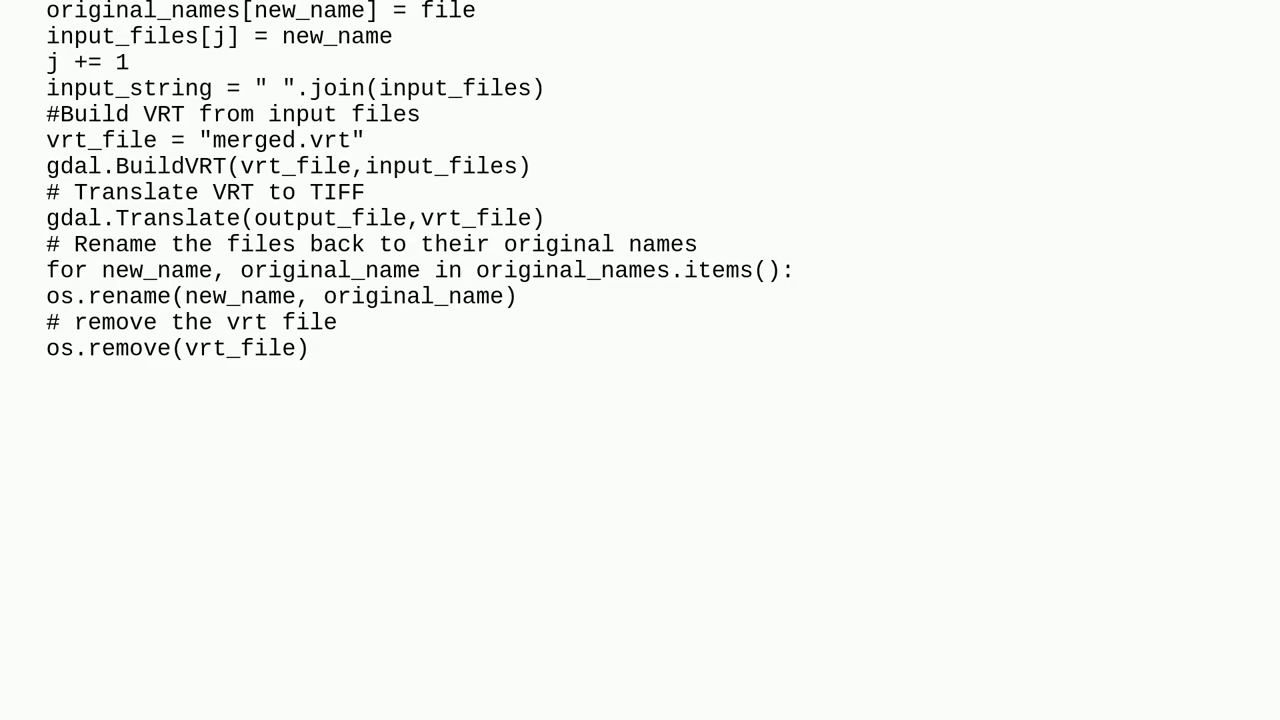 original_names[new_name] = file
input_files[j] = new_name
j += 1
input_string = " ".join(input_files)
#Build VRT from input files
vrt_file = "merged.vrt"
gdal.BuildVRT(vrt_file,input_files)
# Translate VRT to TIFF
gdal.Translate(output_file,vrt_file)
# Rename the files back to their original names
for new_name, original_name in original_names.items():
os.rename(new_name, original_name)
# remove the vrt file
os.remove(vrt_file)